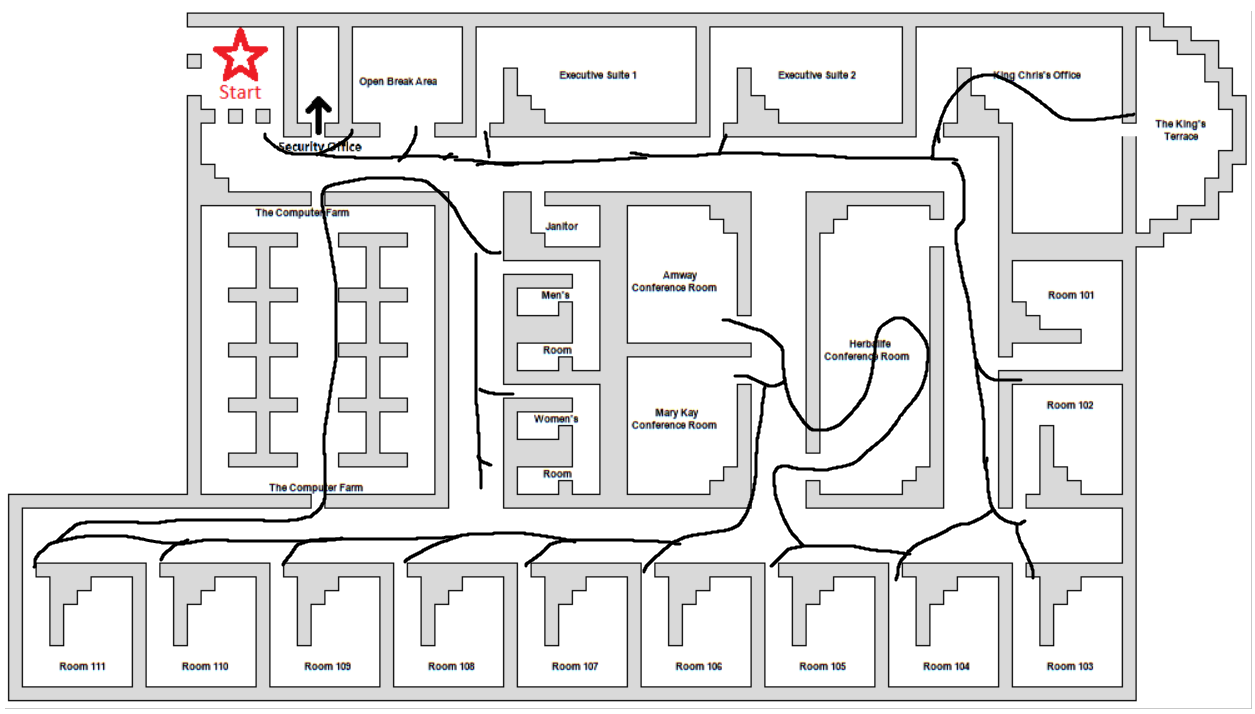 Start
Security Office
Open Break Area
Executive Suite 1
Executive Suite 2
King Chris's Office
The King's
Terrace
The Computer Farm
Janitor
Men's
Room
Women's
Room
Amway
Conference Room
Mary Kay
Conference Room
Herbalife
Conference Room
Room 101
Room 102
The Computer Farm
Room 111
Room 110
Room 109
Room 108
Room 107
Room 106
Room 105
Room 104
Room 103